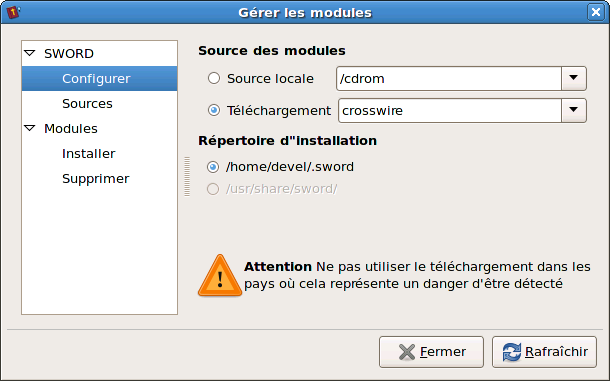 Gérer les modules
SWORD
Configurer
Sources
Modules
Installer
Supprimer
Source des modules
Source locale
/cdrom
Téléchargement
crosswire
Répertoire d"installation
/home/devel/.sword
/usr/share/sword/
Attention Ne pas utiliser le téléchargement dans les
pays où cela représente un danger d'être détecté
Fermer
Rafraîchir